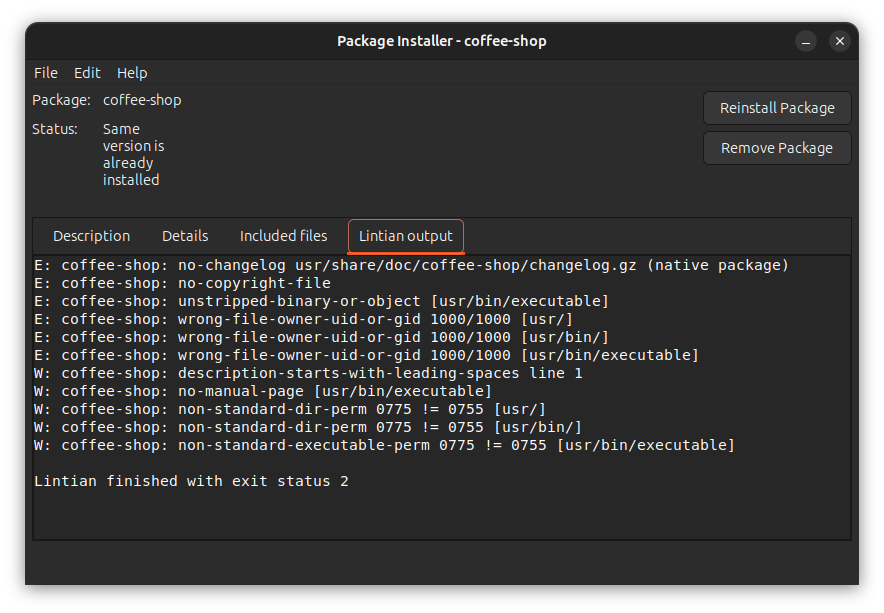 Package Installer - coffee-shop
File Edit Help
Package: coffee-shop
Reinstall Package
Status: Same
version is
already
installed
Remove Package
Description Details Included files Lintian output
E: coffee-shop: no-changelog usr/share/doc/coffee-shop/changelog.gz (native package)
E: coffee-shop: no-copyright-file
E: coffee-shop: unstripped-binary-or-object [usr/bin/executable]
E: coffee-shop: wrong-file-owner-uid-or-gid 1000/1000 [usr/]
E: coffee-shop: wrong-file-owner-uid-or-gid 1000/1000 [usr/bin/]
E: coffee-shop: wrong-file-owner-uid-or-gid 1000/1000 [usr/bin/executable]
W: coffee-shop: description-starts-with-leading-spaces line 1
W: coffee-shop: no-manual-page [usr/bin/executable]
W: coffee-shop: non-standard-dir-perm 0775 != 0755 [usr/]
W: coffee-shop: non-standard-dir-perm 0775 != 0755 [usr/bin/]
W: coffee-shop: non-standard-executable-perm 0775 != 0755 [usr/bin/executable]
Lintian finished with exit status 2